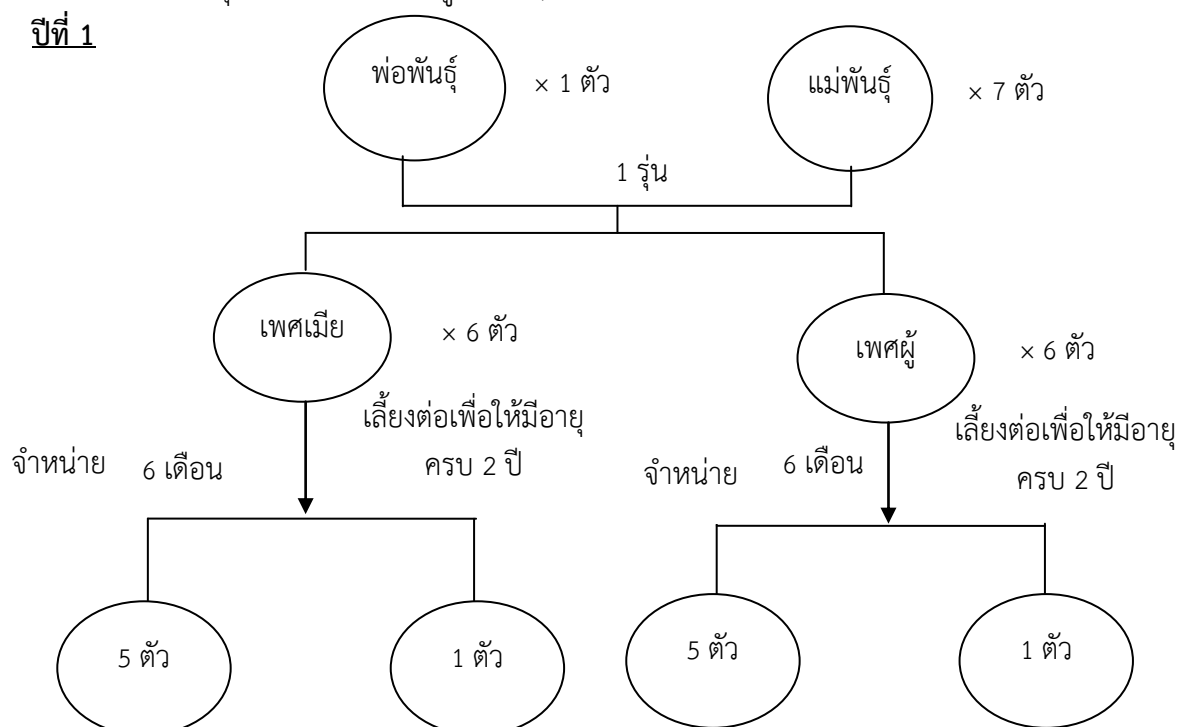 ปีที่ 1
พ่อพันธุ์
× 1 ตัว
แม่พันธุ์
× 7 ตัว
1 รุ่น
เพศเมีย
× 6 ตัว
เพศผู้
× 6 ตัว
จำหน่าย
6 เดือน
เลี้ยงต่อเพื่อให้มีอายุ
ครบ 2 ปี
จำหน่าย
6 เดือน
เลี้ยงต่อเพื่อให้มีอายุ
ครบ 2 ปี
5 ตัว
1 ตัว
5 ตัว
1 ตัว